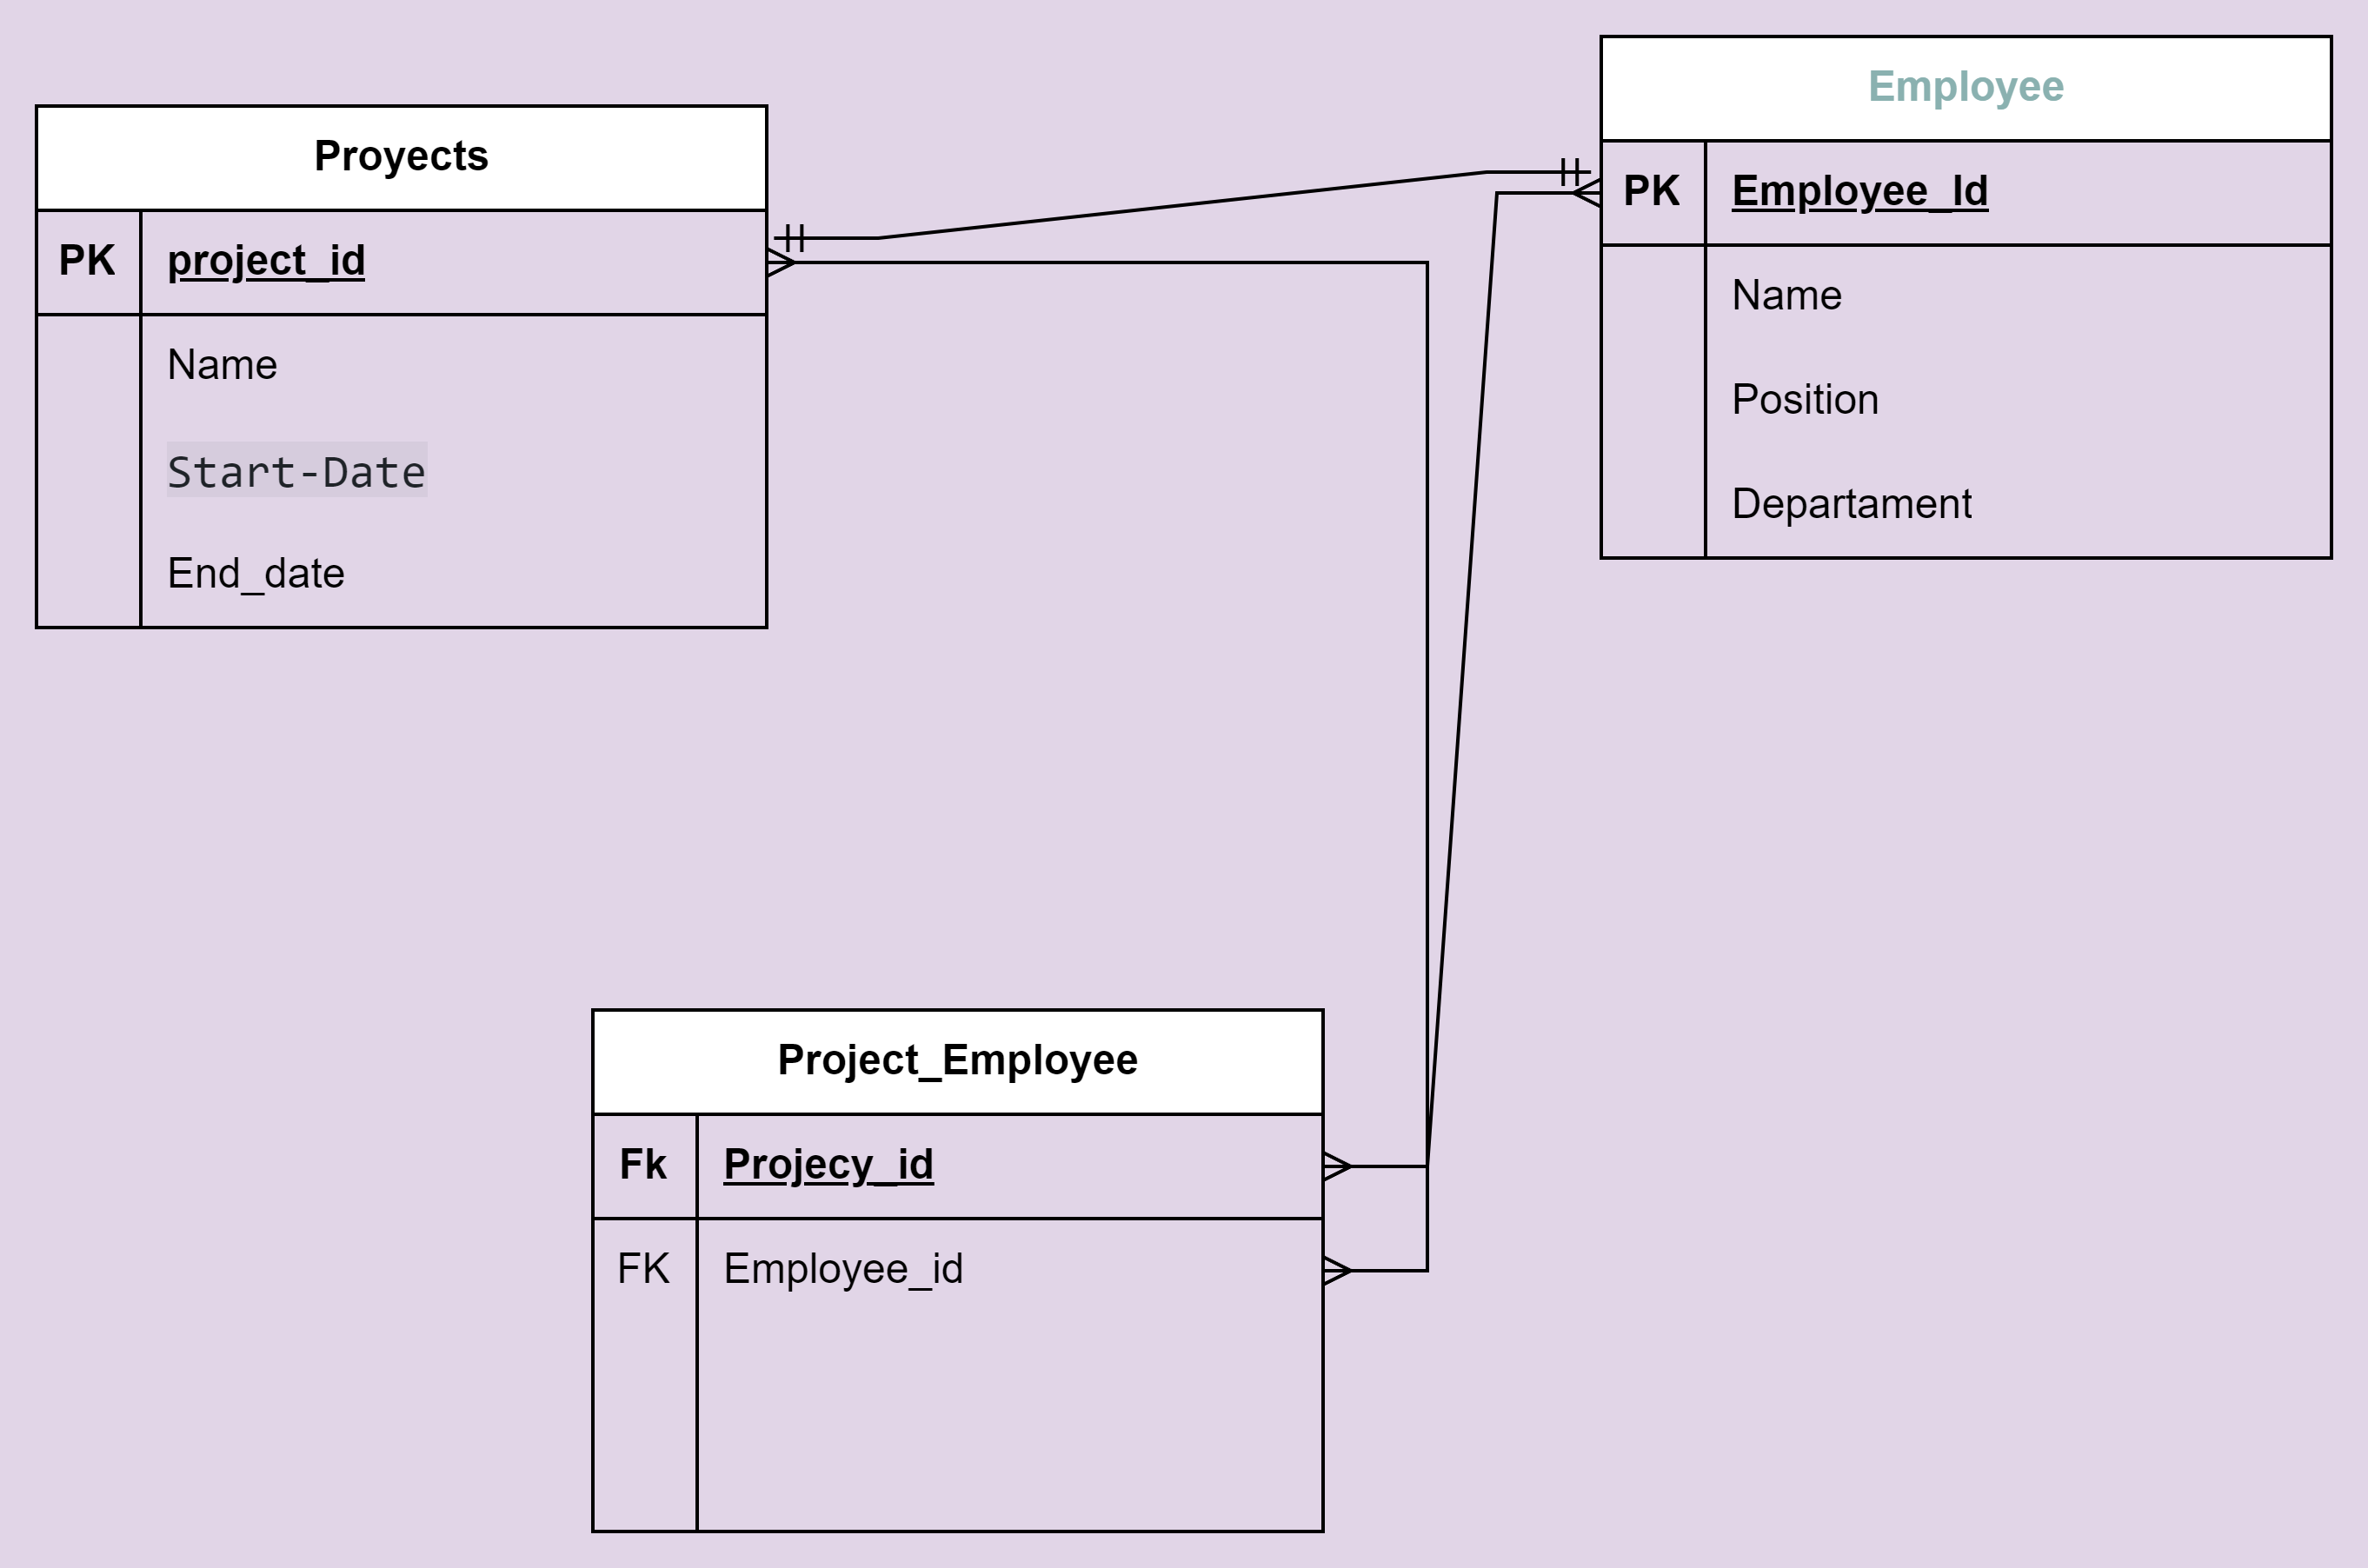 Proyects
PK project_id
Name
Start-Date
End_date
Employee
PK Employee_Id
Name
Position
Departament
Project_Employee
Fk Projecy_id
FK Employee_id